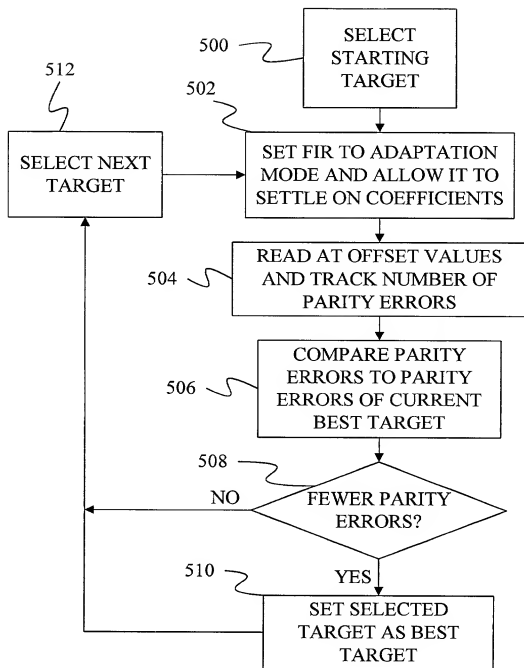 500
SELECT
STARTING
TARGET
512
502
SELECT NEXT
TARGET
SET FIR TO ADAPTATION
MODE AND ALLOW IT TO
SETTLE ON COEFFICIENTS
504
READ AT OFFSET VALUES
AND TRACK NUMBER OF
PARITY ERRORS
506
COMPARE PARITY
ERRORS TO PARITY
ERRORS OF CURRENT
BEST TARGET
508
NO
FEWER PARITY
ERRORS?
510
YES
SET SELECTED
TARGET AS BEST
TARGET